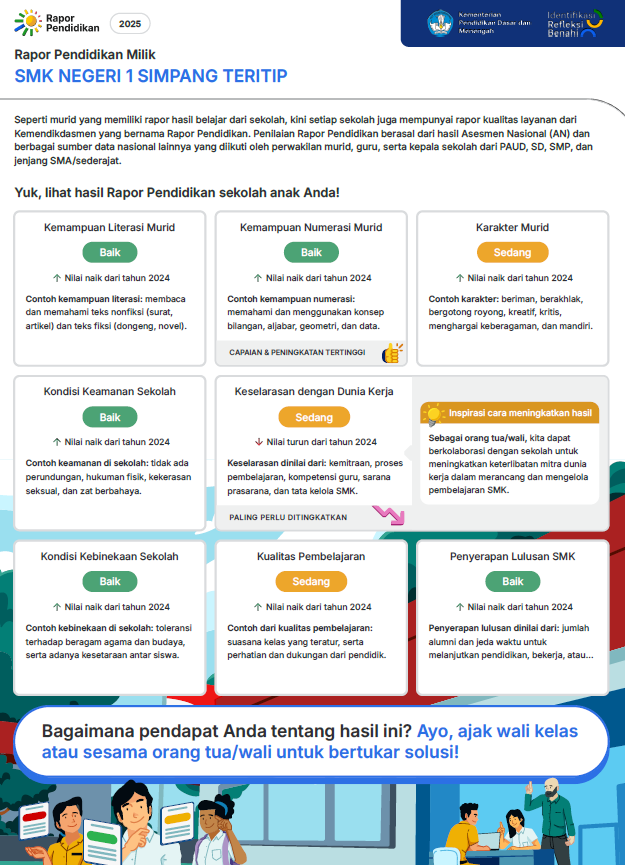 Rapor
Pendidikan
2025
Kementerian
Pendidikan Dasar dan
Menengah
Identifikasi
Refleksi
Benahi
Rapor Pendidikan Milik
SMK NEGERI 1 SIMPANG TERITIP
Seperti murid yang memiliki rapor hasil belajar dari sekolah, kini setiap sekolah juga mempunyai rapor kualitas layanan dari
Kemendikdasmen yang bernama Rapor Pendidikan. Penilaian Rapor Pendidikan berasal dari hasil Asesmen Nasional (AN) dan
berbagai sumber data nasional lainnya yang diikuti oleh perwakilan murid, guru, serta kepala sekolah dari PAUD, SD, SMP, dan
jenjang SMA/sederajat.
Yuk, lihat hasil Rapor Pendidikan sekolah anak Anda!
Kemampuan Literasi Murid
Baik
↑ Nilai naik dari tahun 2024
Contoh kemampuan literasi: membaca
dan memahami teks nonfiksi (surat,
artikel) dan teks fiksi (dongeng, novel).
Kemampuan Numerasi Murid
Baik
↑ Nilai naik dari tahun 2024
Contoh kemampuan numerasi:
memahami dan menggunakan konsep
bilangan, aljabar, geometri, dan data.
CAPAIAN & PENINGKATAN TERTINGGI
Karakter Murid
Sedang
↑ Nilai naik dari tahun 2024
Contoh karakter: beriman, berakhlak,
bergotong royong, kreatif, kritis,
menghargai keberagaman, dan mandiri.
Kondisi Keamanan Sekolah
Baik
↑ Nilai naik dari tahun 2024
Contoh keamanan di sekolah: tidak ada
perundungan, hukuman fisik, kekerasan
seksual, dan zat berbahaya.
Keselarasan dengan Dunia Kerja
Sedang
↓ Nilai turun dari tahun 2024
Keselarasan dinilai dari: kemitraan, proses
pembelajaran, kompetensi guru, sarana
prasarana, dan tata kelola SMK.
PALING PERLU DITINGKATKAN
Inspirasi cara meningkatkan hasil
Sebagai orang tua/wali, kita dapat
berkolaborasi dengan sekolah untuk
meningkatkan keterlibatan mitra dunia
kerja dalam merancang dan mengelola
pembelajaran SMK.
Kondisi Kebinekaan Sekolah
Baik
↑ Nilai naik dari tahun 2024
Contoh kebinekaan di sekolah: toleransi
terhadap beragam agama dan budaya,
serta adanya kesetaraan antar siswa.
Kualitas Pembelajaran
Sedang
↑ Nilai naik dari tahun 2024
Contoh dari kualitas pembelajaran:
suasana kelas yang teratur, serta
perhatian dan dukungan dari pendidik.
Penyerapan Lulusan SMK
Baik
↑ Nilai naik dari tahun 2024
Penyerapan lulusan dinilai dari: jumlah
alumni dan jeda waktu untuk
melanjutkan pendidikan, bekerja, atau...
Bagaimana pendapat Anda tentang hasil ini? Ayo, ajak wali kelas
atau sesama orang tua/wali untuk bertukar solusi!